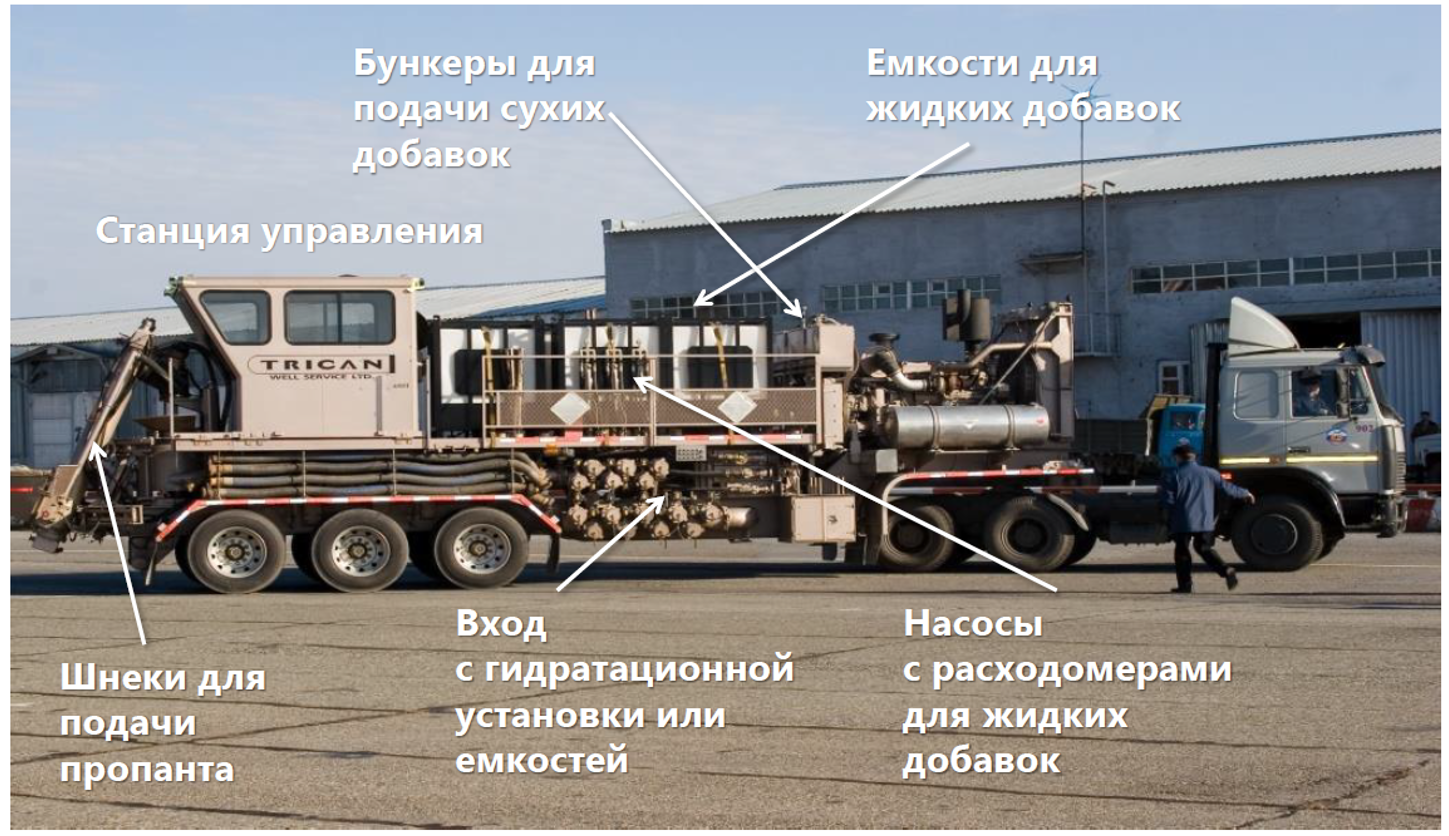 Бункеры для
подачи сухих
добавок
Емкости для
жидких добавок
Станция управления
TRICAN
WELL SERVICE LTD.
902
Шнеки для
подачи
пропанта
Вход
с гидратационной
установки или
емкостей
Насосы
с расходомерами
для жидких
добавок